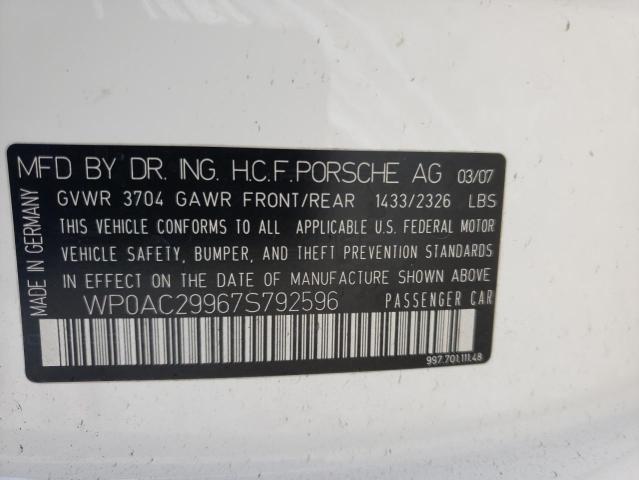 MFD BY DR. ING. H.C.F.PORSCHE AG 03/07
GVWR 3704 GAWR FRONT/REAR 1433/2326 LBS
THIS VEHICLE CONFORMS TO ALL APPLICABLE U.S. FEDERAL MOTOR
VEHICLE SAFETY, BUMPER, AND THEFT PREVENTION STANDARDS
IN EFFECT ON THE DATE OF MANUFACTURE SHOWN ABOVE
WP0AC29967S792596 PASSENGER CAR
997.701.111.48
MADE IN GERMANY